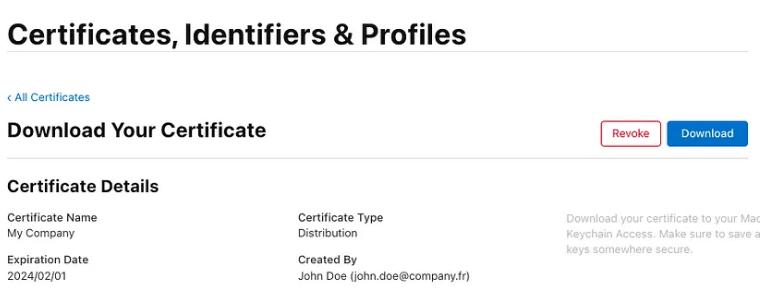 Certificates, Identifiers & Profiles
‹ All Certificates
Download Your Certificate
Revoke
Download
Certificate Details
Certificate Name
My Company
Certificate Type
Distribution
Download your certificate to your Mac
Keychain Access. Make sure to save a
keys somewhere secure.
Expiration Date
2024/02/01
Created By
John Doe (john.doe@company.fr)